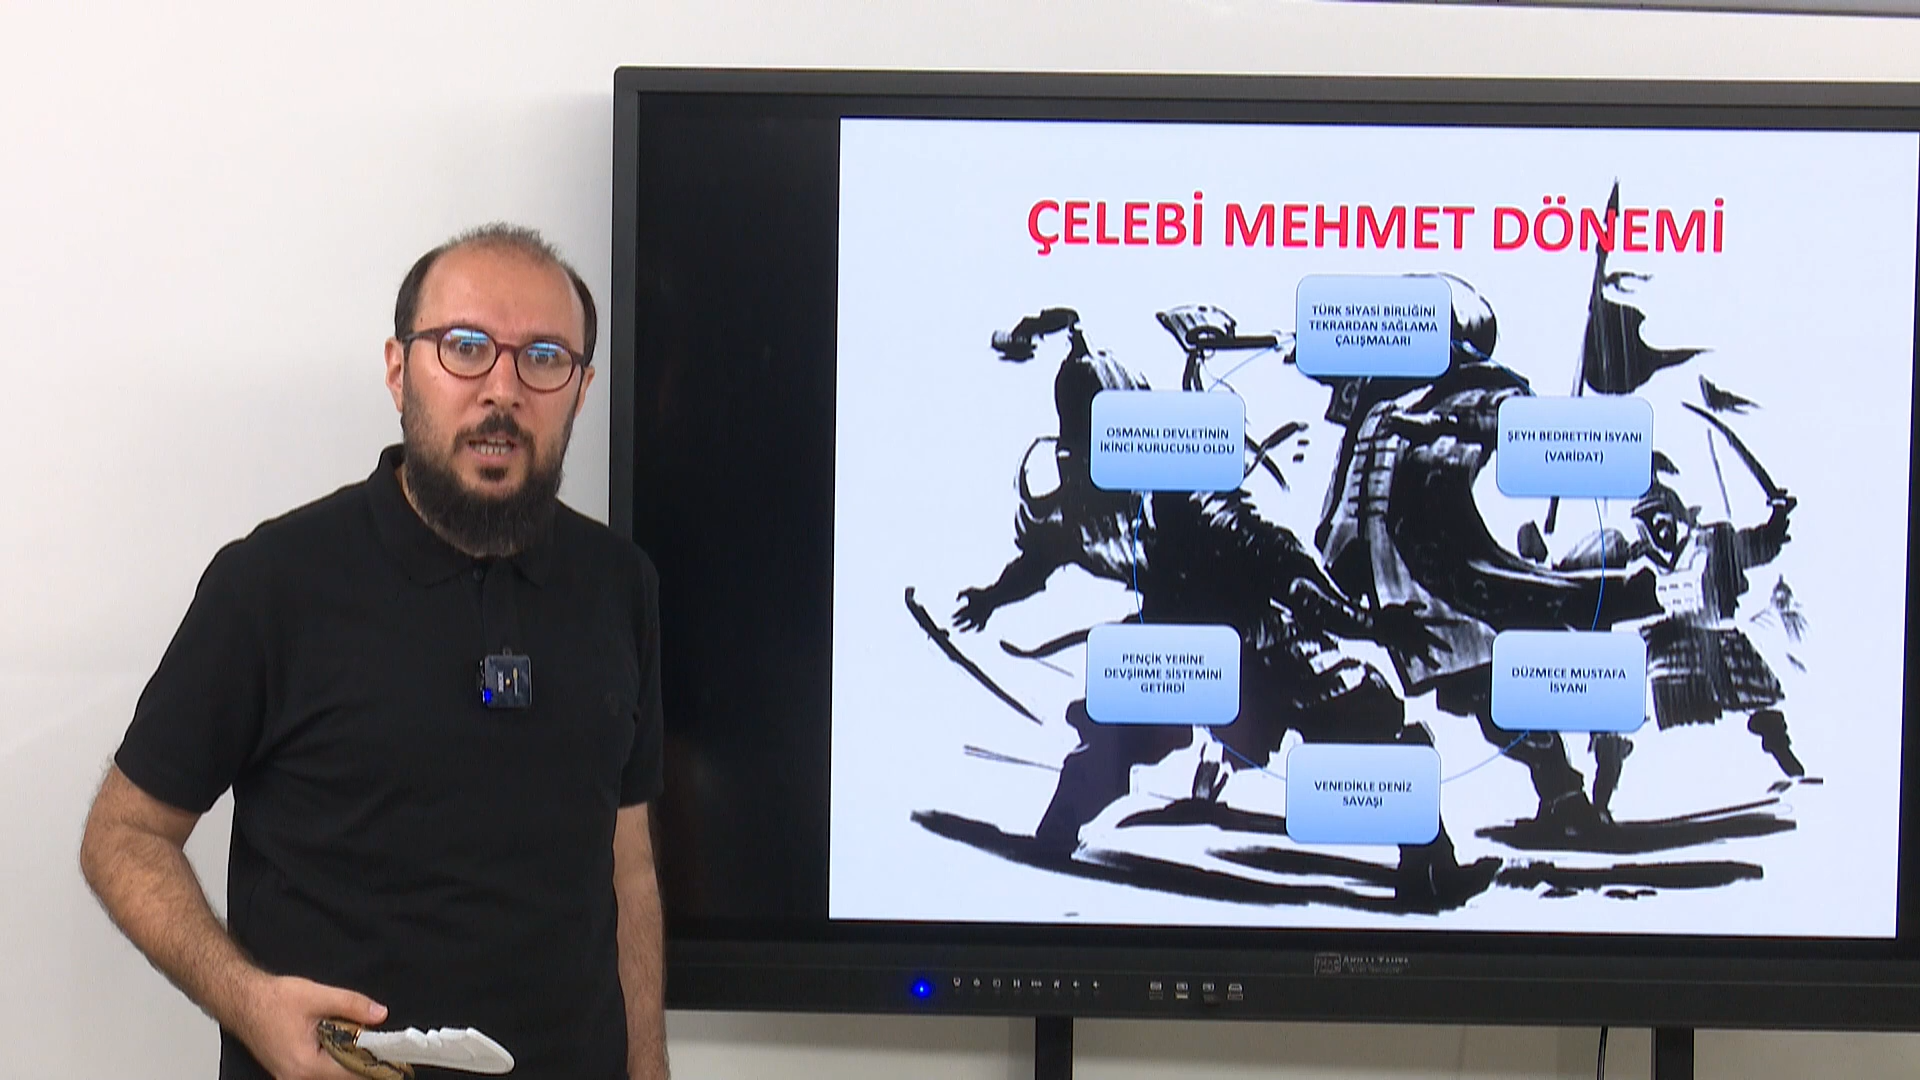 ÇELEBİ MEHMET DÖNEMİ
TÜRK SİYASİ BİRLİĞİNİ
TEKRARDAN SAĞLAMA
ÇALIŞMALARI
ŞEYH BEDRETTİN İSYANI
(VARİDAT)
DÜZMECE MUSTAFA
İSYANI
VENEDİKLE DENİZ
SAVAŞI
PENÇİK YERİNE
DEVŞİRME SİSTEMİNİ
GETİRDİ
OSMANLI DEVLETİNİN
İKİNCİ KURUCUSU OLDU